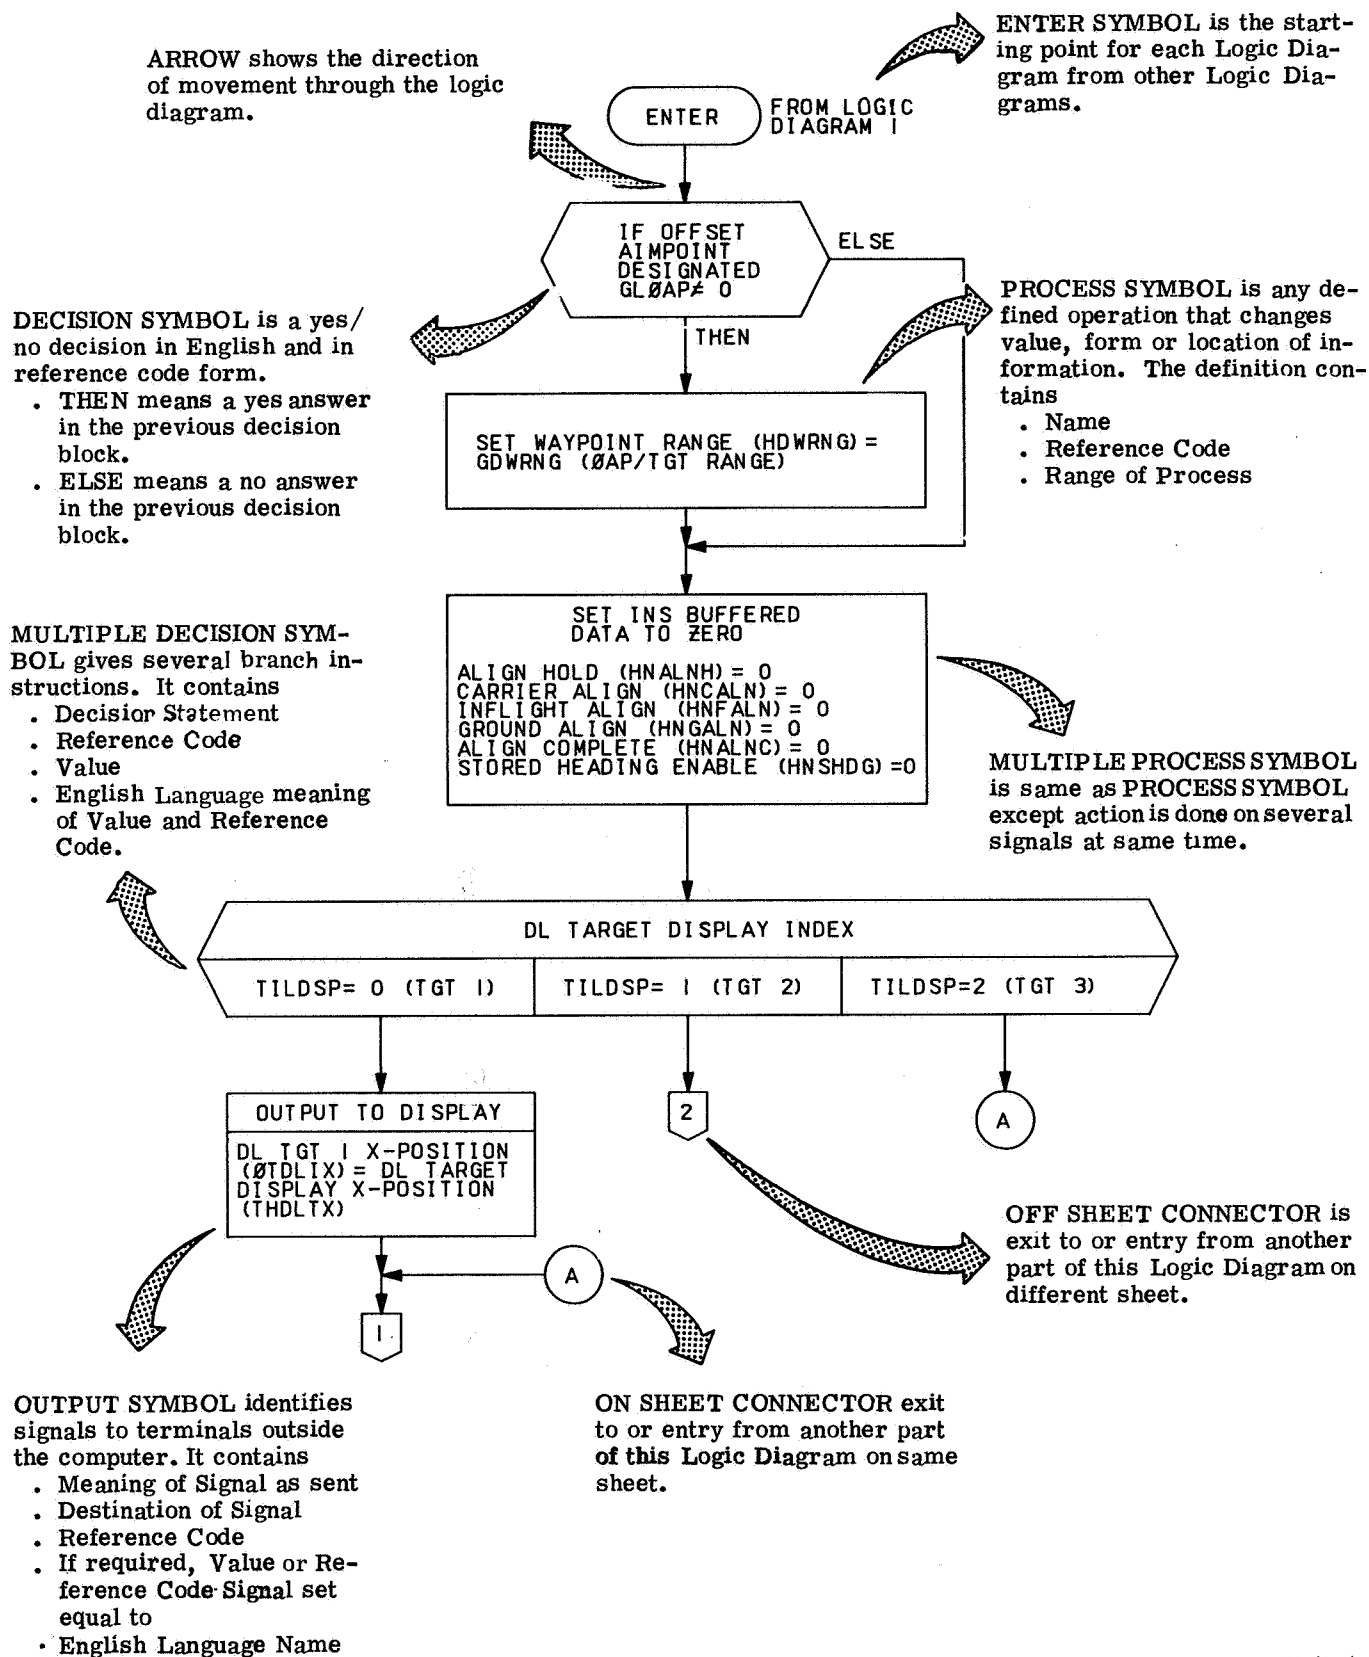 ARROW shows the direction
of movement through the logic
diagram.
ENTER SYMBOL is the start-
ing point for each Logic Dia-
gram from other Logic Dia-
grams.
ENTER
FROM LOGIC
DIAGRAM I
IF OFFSET
AIMPOINT
DESIGNATED
GLØAP≠ 0
ELSE
THEN
DECISION SYMBOL is a yes/
no decision in English and in
reference code form.
. THEN means a yes answer
in the previous decision
block.
. ELSE means a no answer
in the previous decision
block.
PROCESS SYMBOL is any de-
fined operation that changes
value, form or location of in-
formation. The definition con-
tains
. Name
. Reference Code
. Range of Process
SET WAYPOINT RANGE (HDWRNG) =
GDWRNG (ØAP/TGT RANGE)
SET INS BUFFERED
DATA TO ZERO
ALIGN HOLD (HNALNH) = 0
CARRIER ALIGN (HNCALN) = 0
INFLIGHT ALIGN (HNFALN) = 0
GROUND ALIGN (HNGALN) = 0
ALIGN COMPLETE (HNALNC) = 0
STORED HEADING ENABLE (HNSHDG) =0
MULTIPLE DECISION SYM-
BOL gives several branch in-
structions. It contains
. Decision Statement
. Reference Code
. Value
. English Language meaning
of Value and Reference
Code.
MULTIPLE PROCESS SYMBOL
is same as PROCESS SYMBOL
except action is done on several
signals at same time.
DL TARGET DISPLAY INDEX
TILDSP= 0 (TGT I)
TILDSP= I (TGT 2)
TILDSP=2 (TGT 3)
OUTPUT TO DISPLAY
DL TGT I X-POSITION
(ØTDLIX) = DL TARGET
DISPLAY X-POSITION
(THDLTX)
2
A
OFF SHEET CONNECTOR is
exit to or entry from another
part of this Logic Diagram on
different sheet.
A
I
OUTPUT SYMBOL identifies
signals to terminals outside
the computer. It contains
. Meaning of Signal as sent
. Destination of Signal
. Reference Code
. If required, Value or Re-
ference Code Signal set
equal to
. English Language Name
ON SHEET CONNECTOR exit
to or entry from another part
of this Logic Diagram on same
sheet.